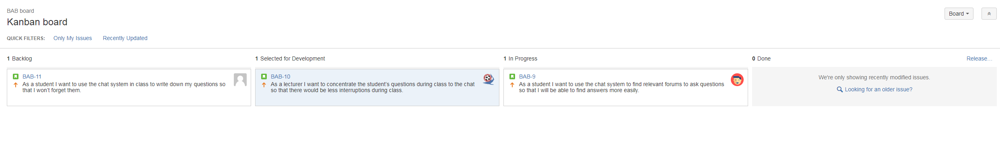 BAB board
Kanban board
Board
QUICK FILTERS: Only My Issues Recently Updated
1 Backlog
1 Selected for Development
1 In Progress
0 Done
Release...
BAB-11
As a student I want to use the chat system in class to write down my questions so
that I won't forget them.
BAB-10
As a lecturer I want to concentrate the student's questions during class to the chat
so that there would be less interruptions during class.
BAB-9
As a student I want to use the chat system to find relevant forums to ask questions
so that I will be able to find answers more easily.
We're only showing recently modified issues.
Looking for an older issue?